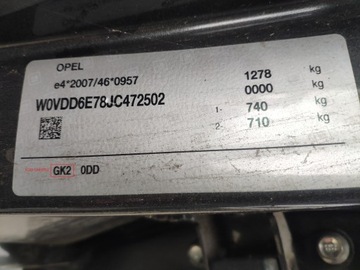 OPEL
e4*2007/46*0957
W0VDD6E78JC472502
1278 kg
0000 kg
1- 740 kg
2- 710 kg
GK2 0DD